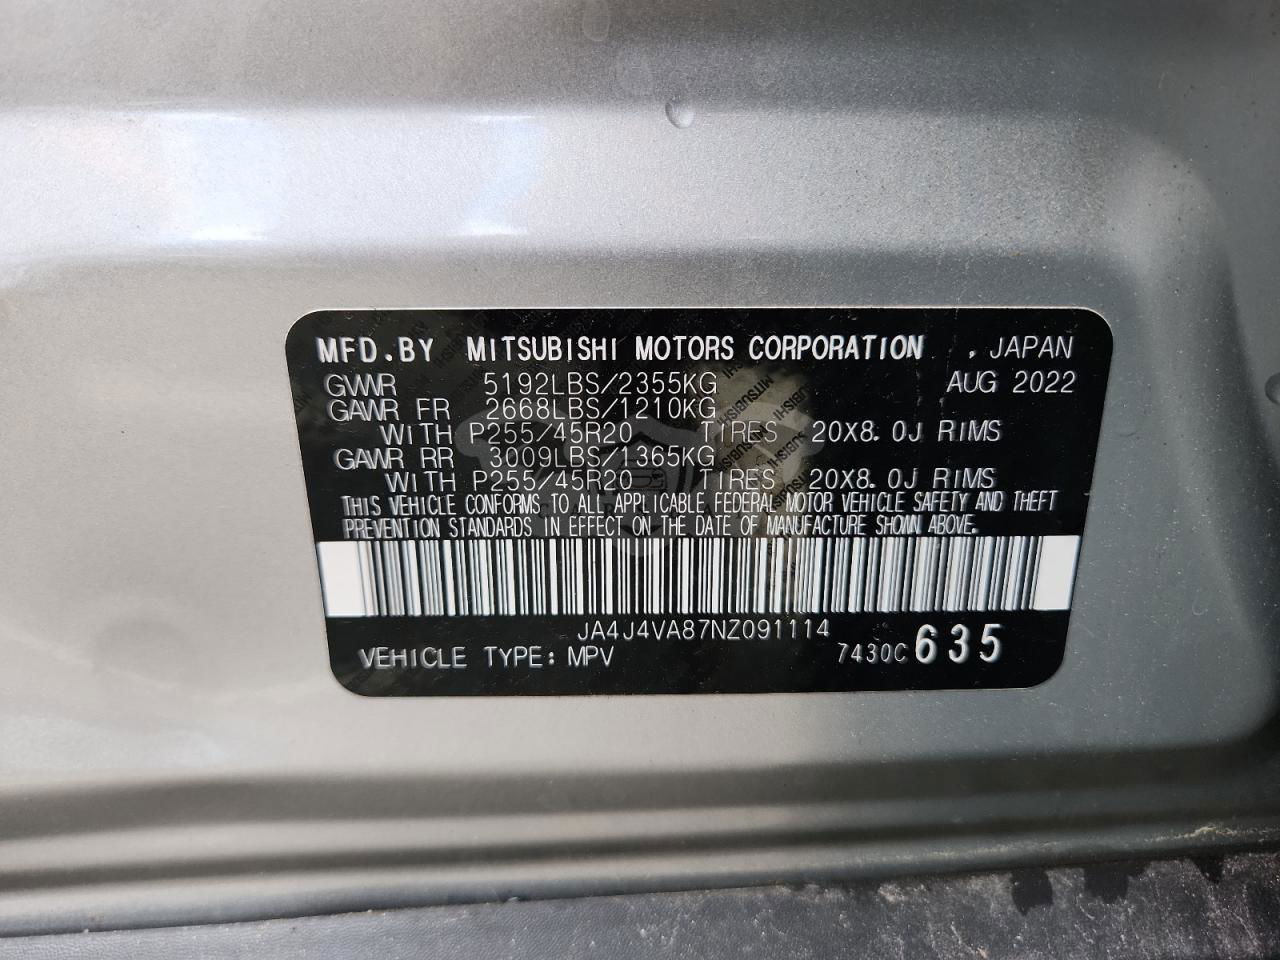 MFD.BY MITSUBISHI MOTORS CORPORATION , JAPAN
GVWR 5192LBS/2355KG AUG 2022
GAWR FR 2668LBS/1210KG
WITH P255/45R20 TIRES 20X8.0J RIMS
GAWR RR 3009LBS/1365KG
WITH P255/45R20 TIRES 20X8.0J RIMS
THIS VEHICLE CONFORMS TO ALL APPLICABLE FEDERAL MOTOR VEHICLE SAFETY AND THEFT
PREVENTION STANDARDS IN EFFECT ON THE DATE OF MANUFACTURE SHOWN ABOVE.
JA4J4VA87NZ091114
VEHICLE TYPE: MPV 7430C 635